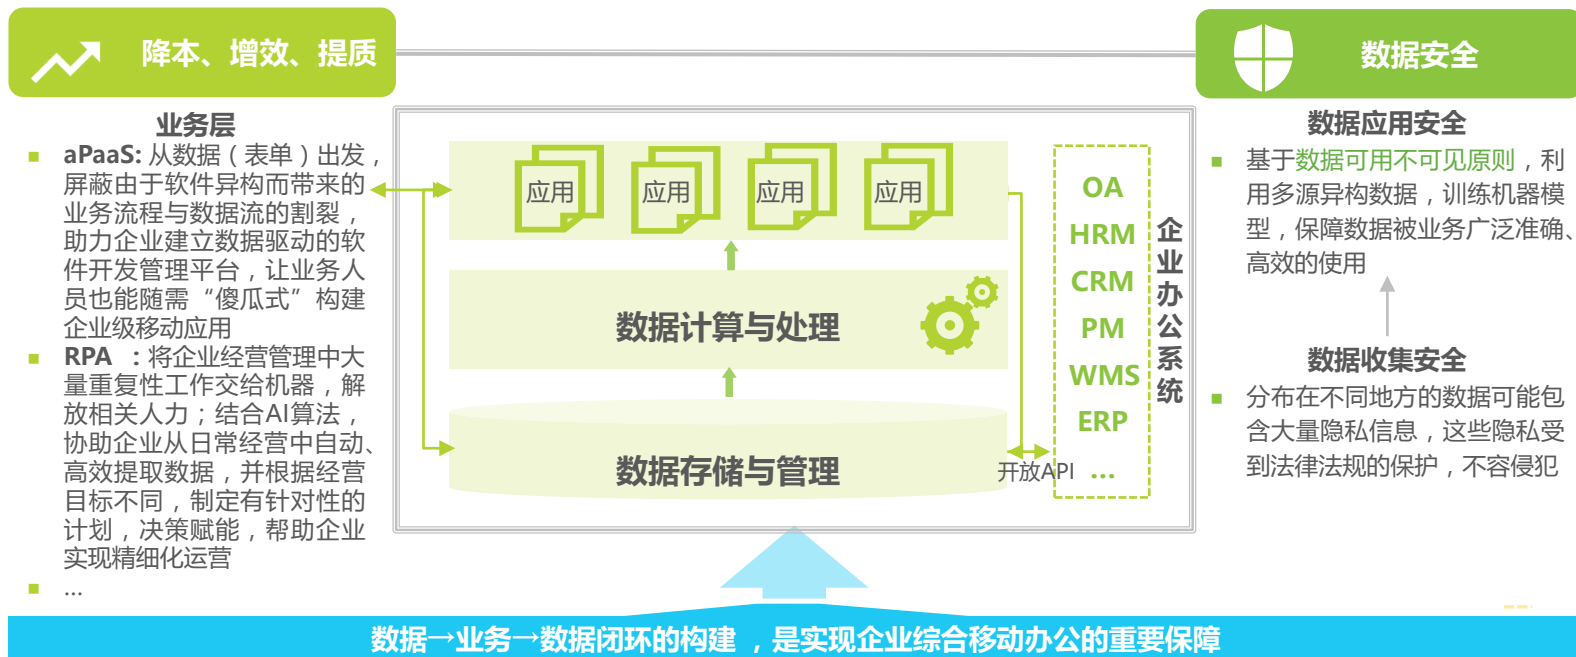 降本、增效、提质
业务层
▪ aPaaS: 从数据（表单）出发，
屏蔽由于软件异构而带来的
业务流程与数据流的割裂，
助力企业建立数据驱动的软
件开发管理平台，让业务人
员也能随需“傻瓜式”构建
企业级移动应用
▪ RPA ：将企业经营管理中大
量重复性工作交给机器，解
放相关人力；结合AI算法，
协助企业从日常经营中自动、
高效提取数据，并根据经营
目标不同，制定有针对性的
计划，决策赋能，帮助企业
实现精细化运营
▪ ...
应用
应用
应用
应用
数据计算与处理
数据存储与管理
开放API
OA
HRM
CRM
PM
WMS
ERP
...
企业办公系统
数据安全
数据应用安全
▪ 基于数据可用不可见原则，利
用多源异构数据，训练机器模
型，保障数据被业务广泛准确、
高效的使用
数据收集安全
▪ 分布在不同地方的数据可能包
含大量隐私信息，这些隐私受
到法律法规的保护，不容侵犯
数据→业务→数据闭环的构建 ，是实现企业综合移动办公的重要保障